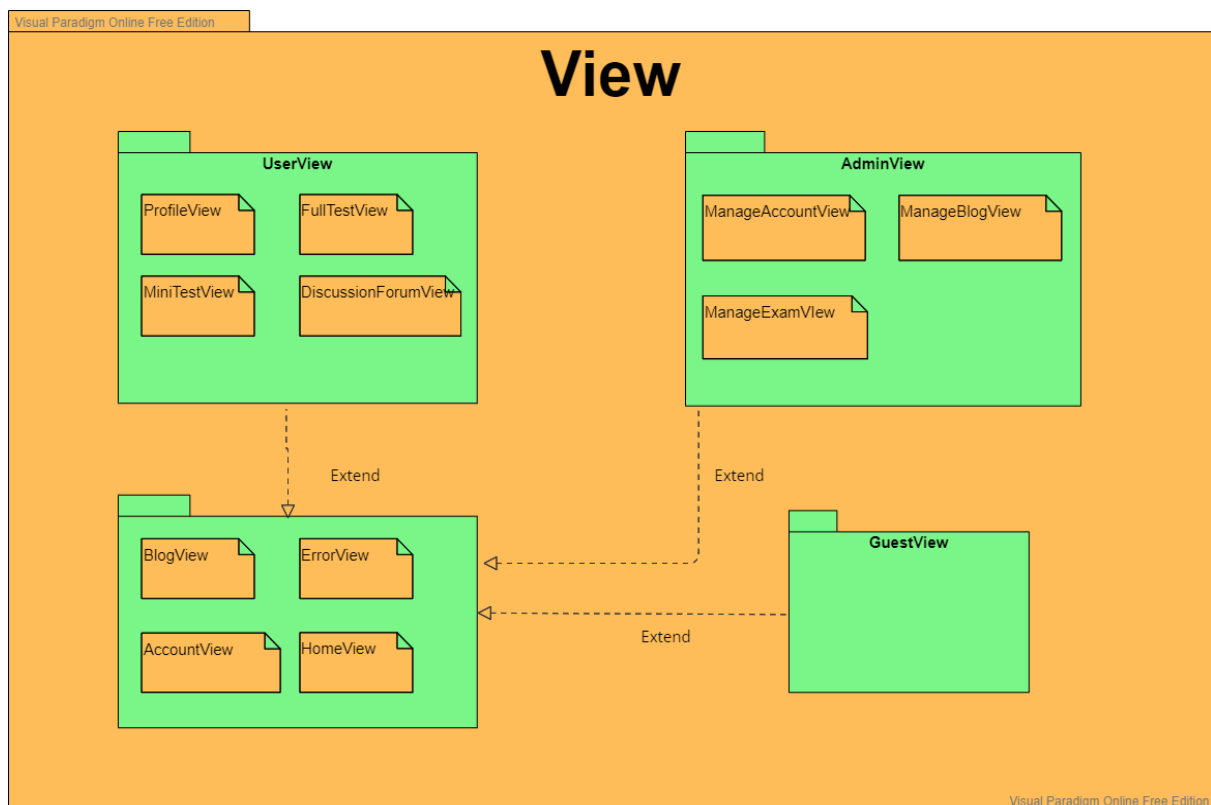 Visual Paradigm Online Free Edition
View
UserView
ProfileView
FullTestView
MiniTestView
DiscussionForumView
AdminView
ManageAccountView
ManageBlogView
ManageExamVIew
Extend
Extend
BlogView
ErrorView
AccountView
HomeView
GuestView
Extend
Visual Paradigm Online Free Edition